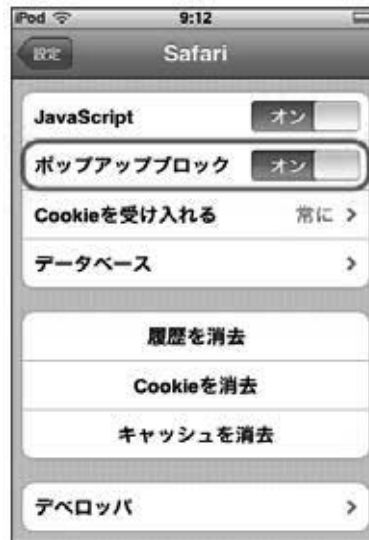 iPod 9:12
設定 Safari
JavaScript オン
ポップアップブロック オン
Cookieを受け入れる 常に >
データベース >
履歴を消去
Cookieを消去
キャッシュを消去
デベロッパ >